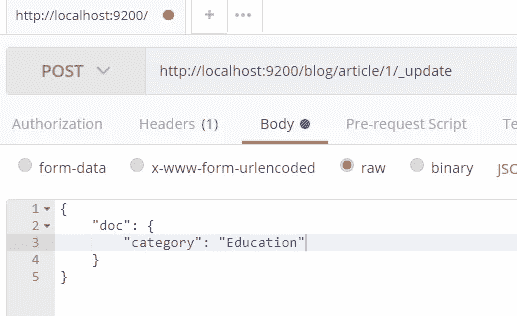 http://localhost:9200/
+
•••
POST
http://localhost:9200/blog/article/1/_update
Authorization
Headers (1)
Body
Pre-request Script
Te
form-data
x-www-form-urlencoded
raw
binary
JSO
1 {
2 "doc": {
3 "category": "Education"
4 }
5 }